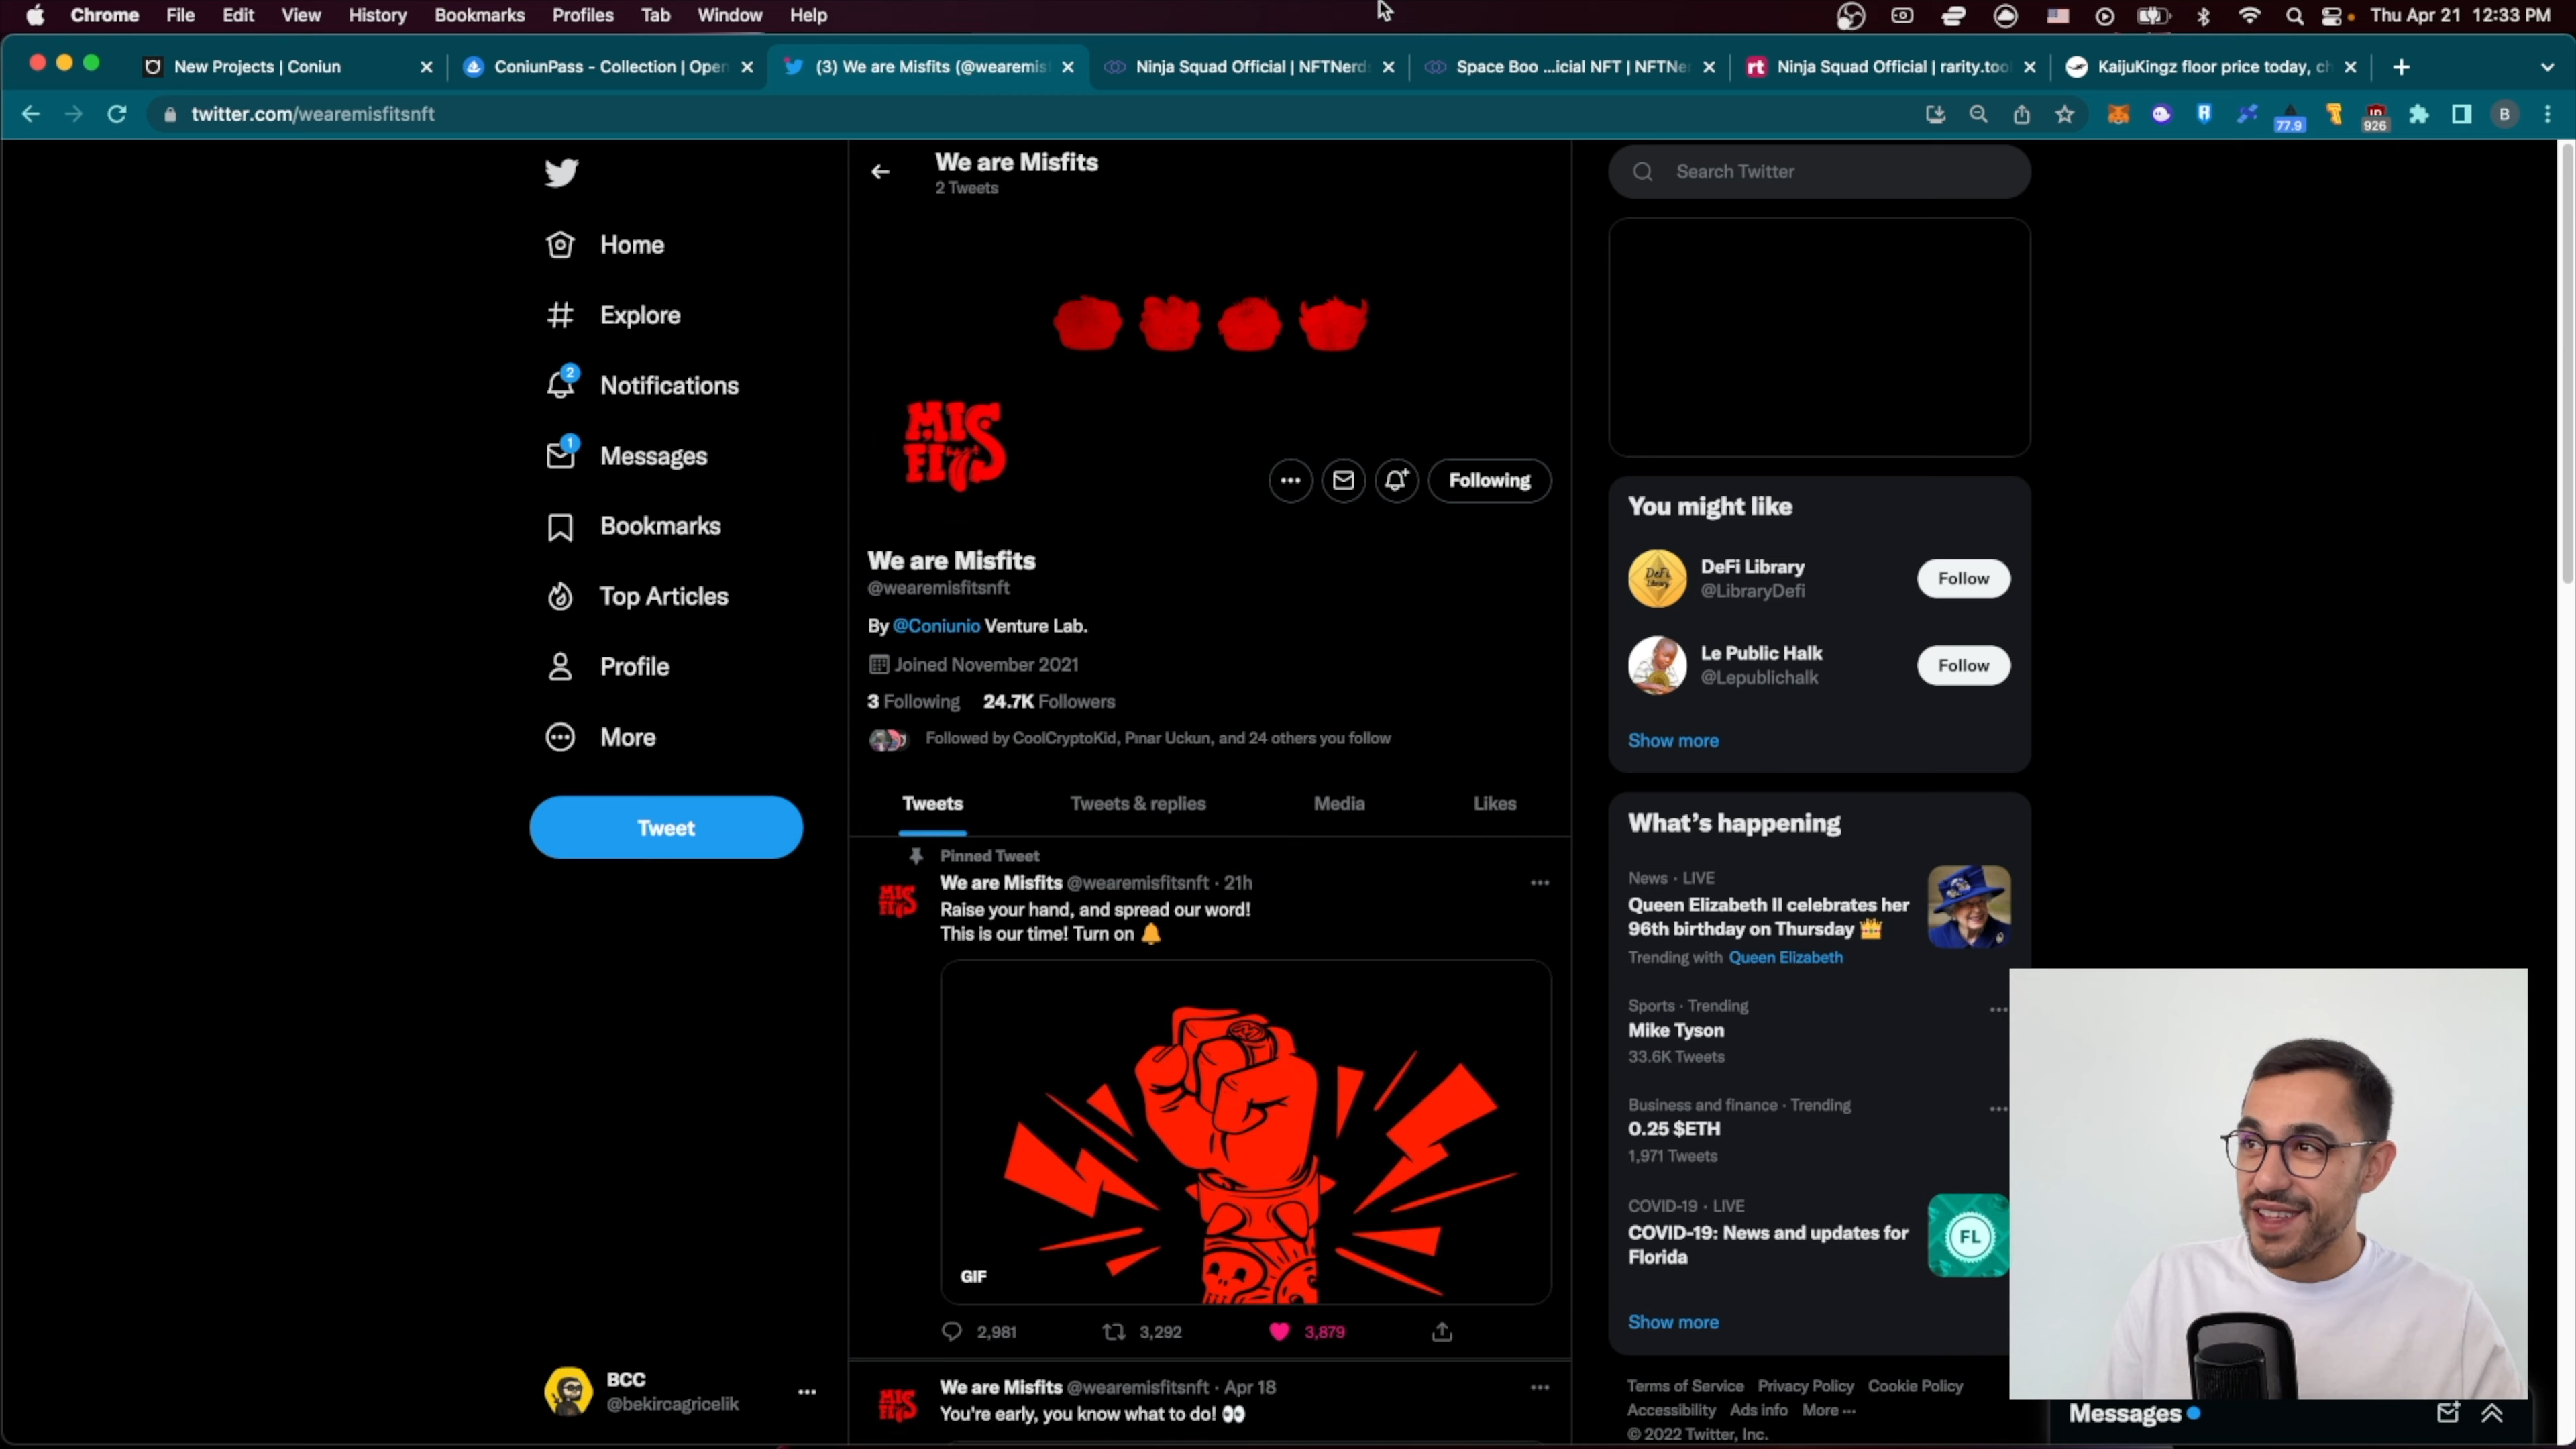 Chrome File Edit View History Bookmarks Profiles Tab Window Help
Thu Apr 21 12:33 PM
New Projects | Coniun
ConiunPass - Collection | Open
(3) We are Misfits (@wearemis
Ninja Squad Official | NFTNerd
Space Boo ...icial NFT | NFTNe
Ninja Squad Official | rarity.too
KaijuKingz floor price today, ch
twitter.com/wearemisfitsnft
77.9
926
B
Home
Explore
2
Notifications
1
Messages
Bookmarks
Top Articles
Profile
More
Tweet
BCC
@bekircagricelik
We are Misfits
2 Tweets
MIS
FITS
Following
We are Misfits
@wearemisfitsnft
By @Coniunio Venture Lab.
Joined November 2021
3 Following 24.7K Followers
Followed by CoolCryptoKid, Pınar Uckun, and 24 others you follow
Tweets Tweets & replies Media Likes
Pinned Tweet
We are Misfits @wearemisfitsnft · 21h
Raise your hand, and spread our word!
This is our time! Turn on 🔔
GIF
2,981 3,292 3,879
We are Misfits @wearemisfitsnft · Apr 18
You're early, you know what to do! 👀
Search Twitter
You might like
DeFi Library
@LibraryDefi
Follow
Le Public Halk
@Lepublichalk
Follow
Show more
What's happening
News · LIVE
Queen Elizabeth II celebrates her
96th birthday on Thursday 👑
Trending with Queen Elizabeth
Sports · Trending
Mike Tyson
33.6K Tweets
Business and finance · Trending
0.25 $ETH
1,971 Tweets
COVID-19 · LIVE
COVID-19: News and updates for
Florida
FL
Show more
Terms of Service Privacy Policy Cookie Policy
Accessibility Ads info More ···
© 2022 Twitter, Inc.
Messages